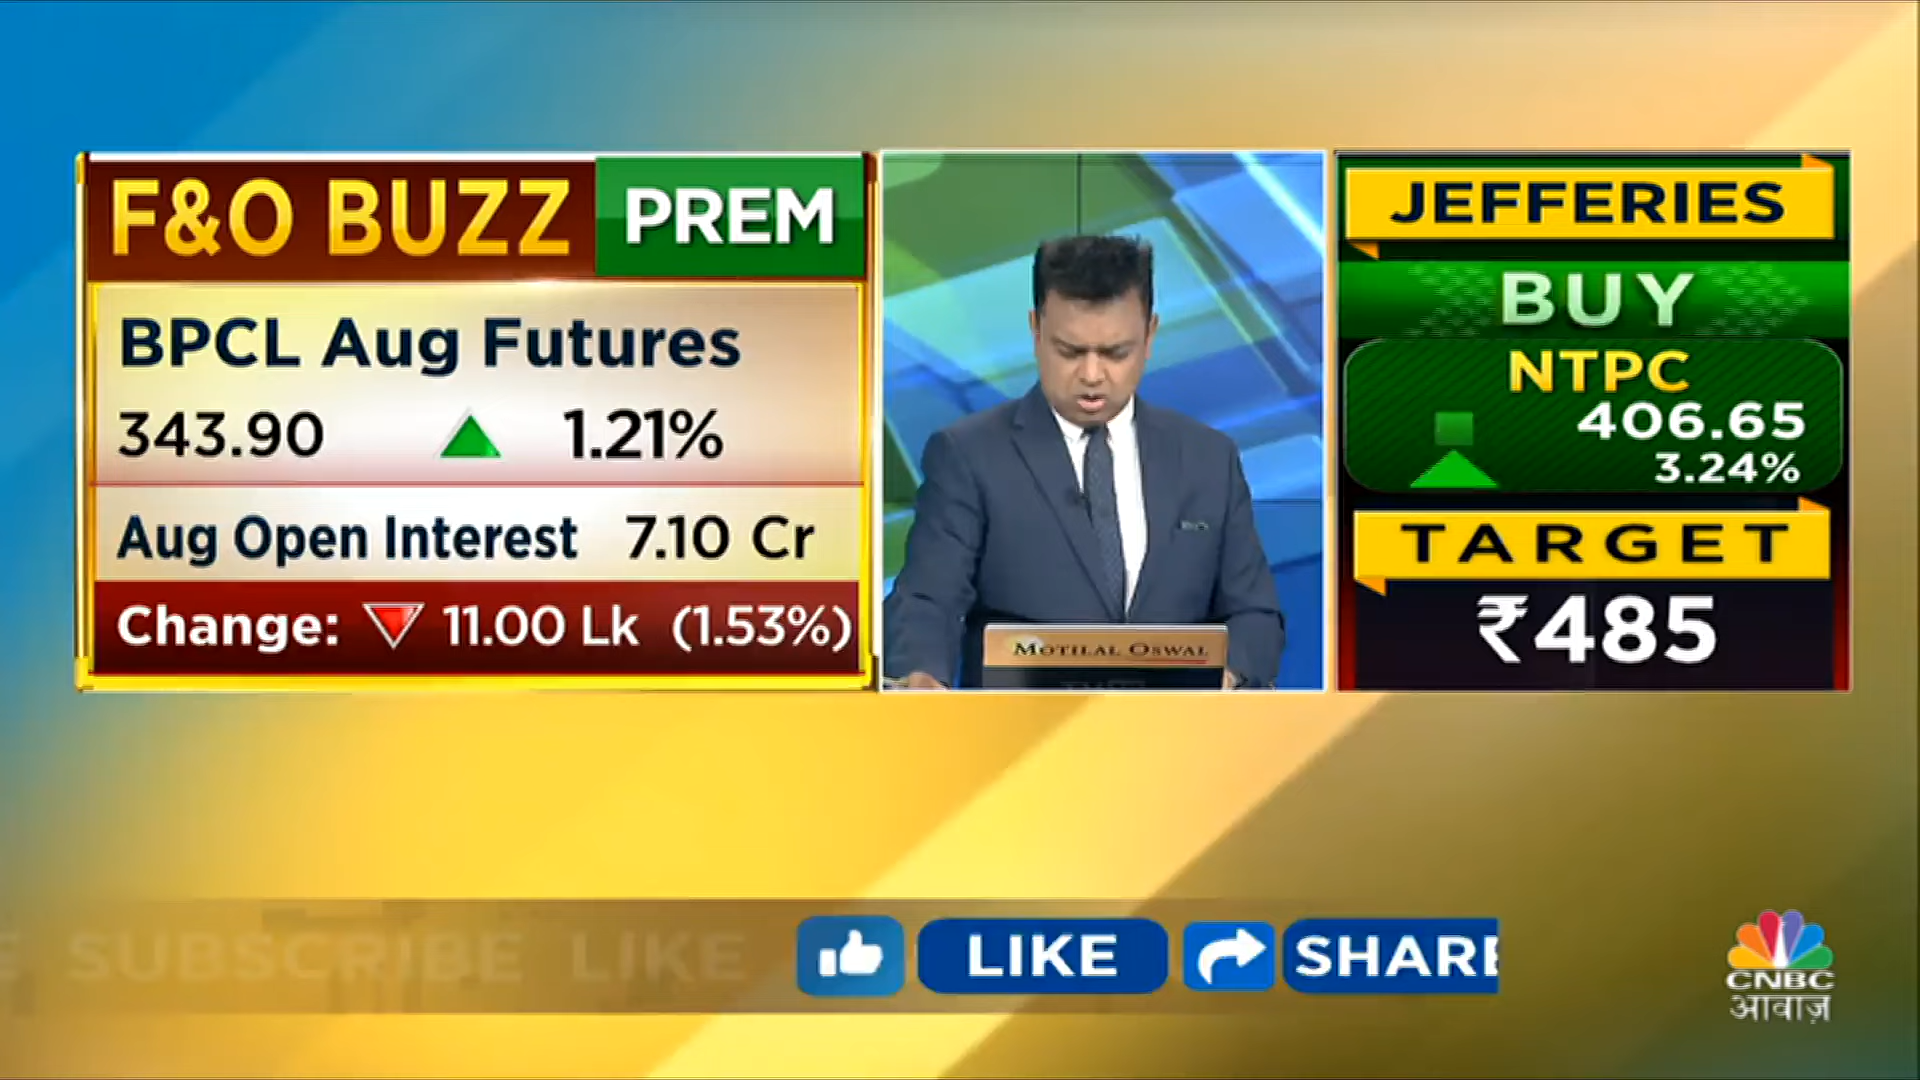 F&O BUZZ PREM
BPCL Aug Futures
343.90 1.21%
Aug Open Interest 7.10 Cr
Change: 11.00 Lk (1.53%)
MOTILAL OSWAL
JEFFERIES
BUY
NTPC
406.65
3.24%
TARGET
₹485
SUBSCRIBE LIKE
LIKE SHARE
CNBC
आवाज़